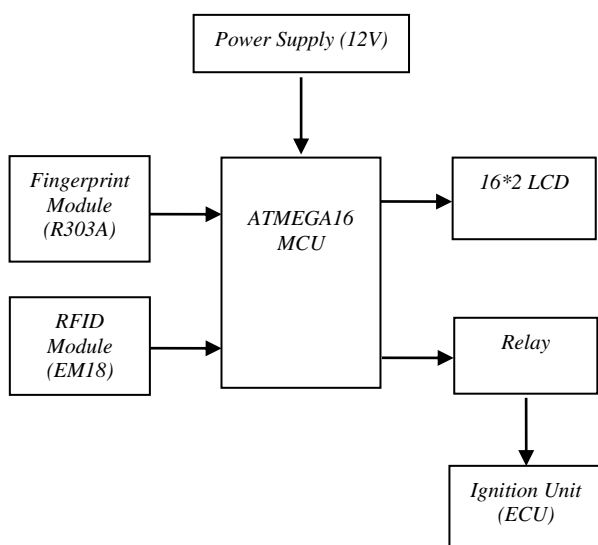 Power Supply (12V)
Fingerprint
Module
(R303A)
ATMEGA16
MCU
16*2 LCD
RFID
Module
(EM18)
Relay
Ignition Unit
(ECU)